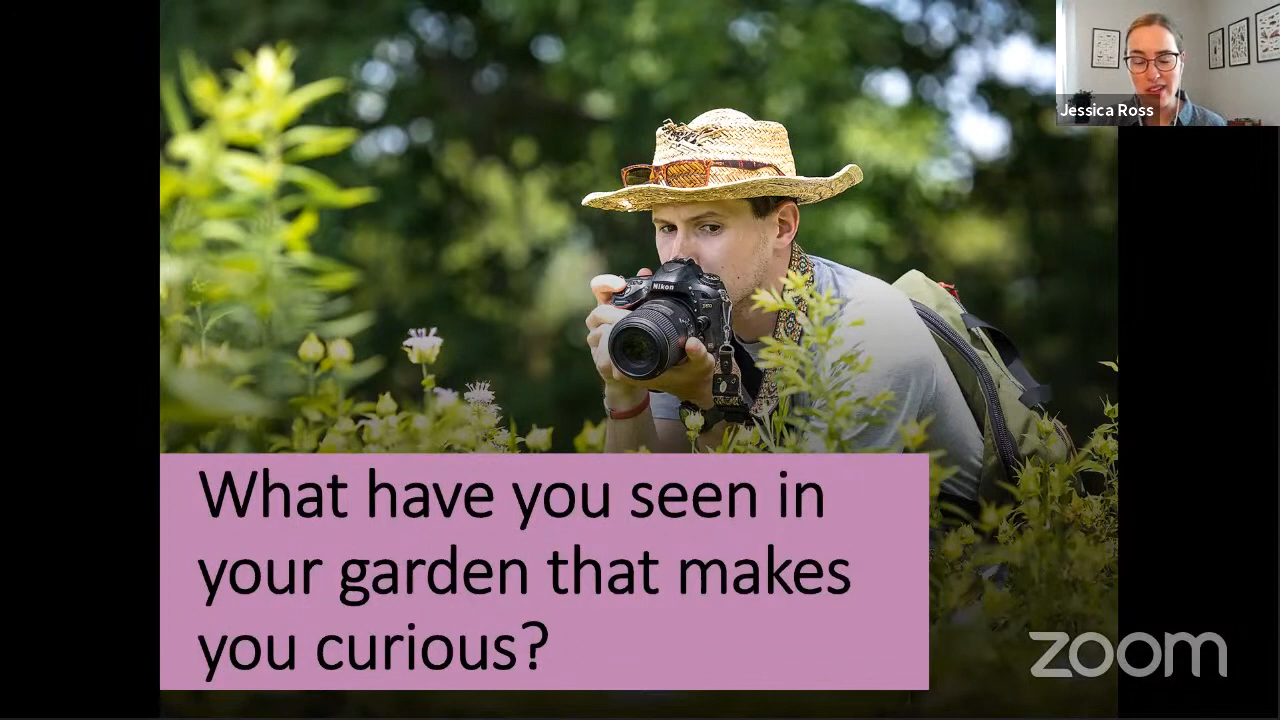 Jessica Ross
Nikon
What have you seen in
your garden that makes
you curious?
zoom